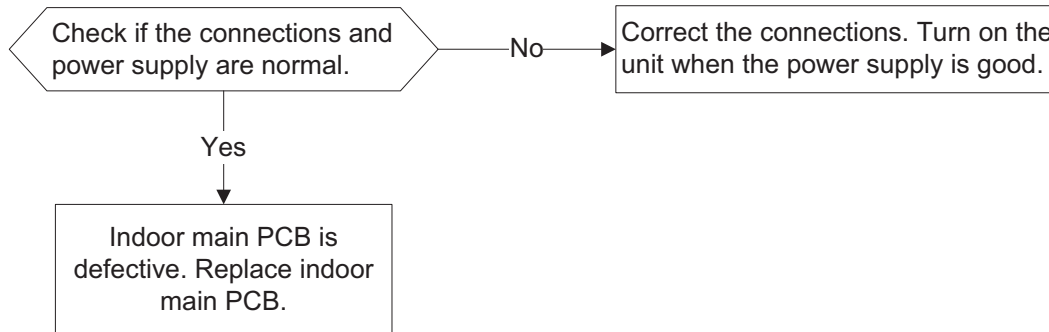 Check if the connections and
power supply are normal.
No
Correct the connections. Turn on the
unit when the power supply is good.
Yes
Indoor main PCB is
defective. Replace indoor
main PCB.